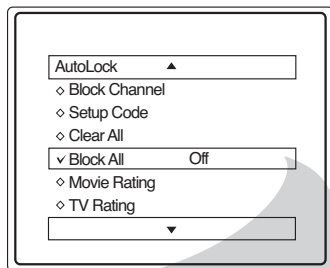 AutoLock ▲
◇ Block Channel
◇ Setup Code
◇ Clear All
✓ Block All Off
◇ Movie Rating
◇ TV Rating
▼